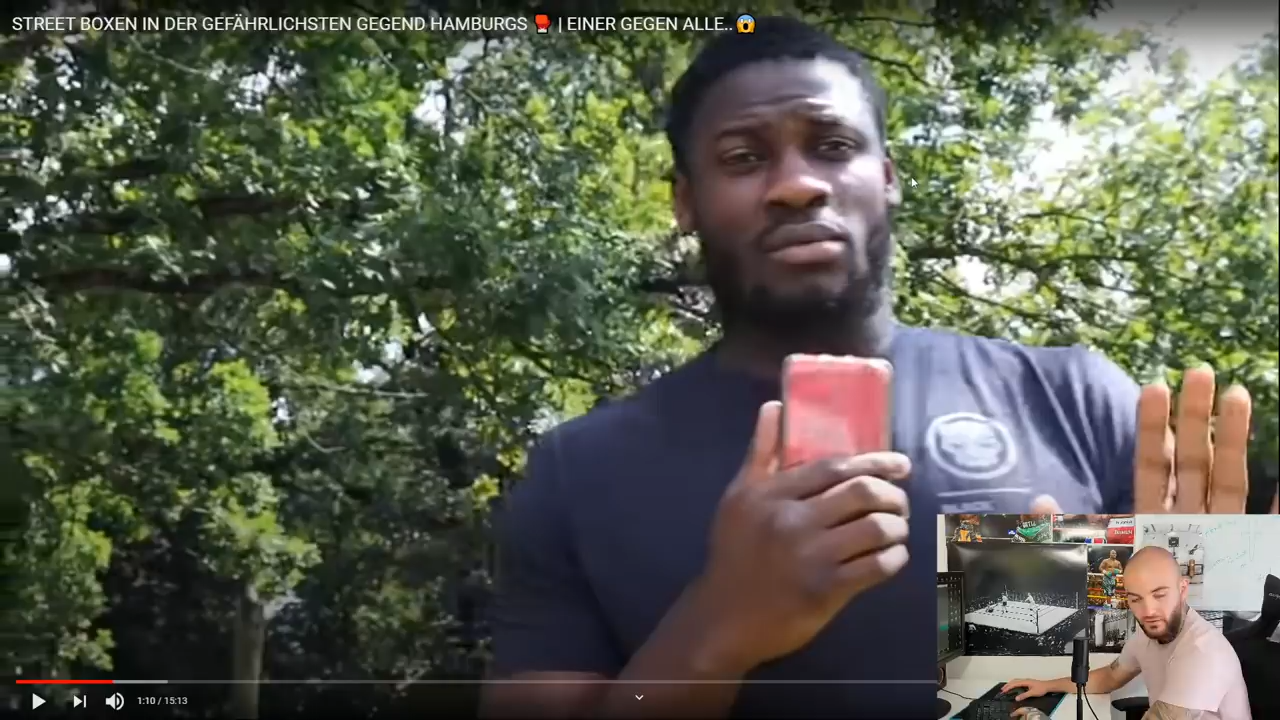 STREET BOXEN IN DER GEFÄHRLICHSTEN GEGEND HAMBURGS 🥊 | EINER GEGEN ALLE.. 😱
1:10 / 15:13